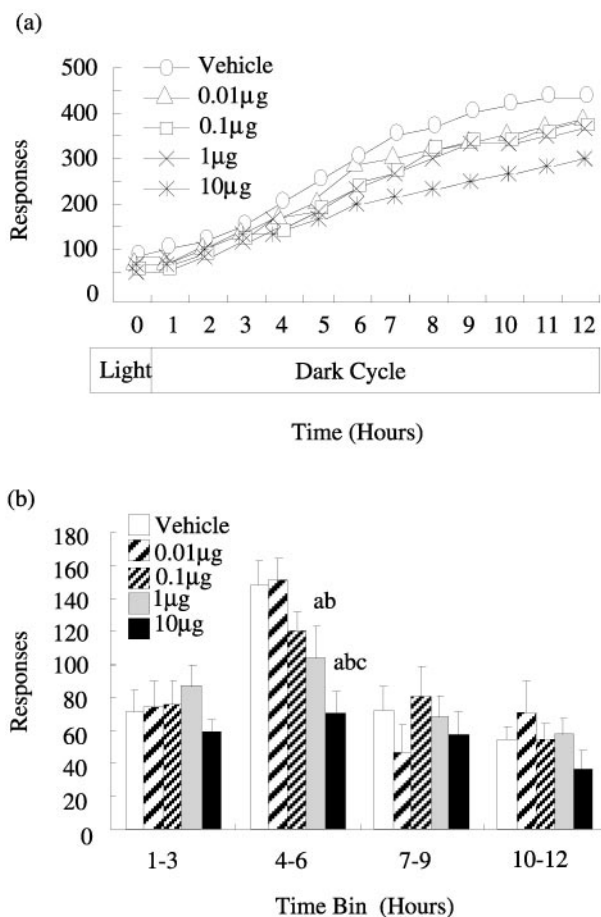 (a)
500
400
300
200
100
0
Responses
Vehicle
0.01µg
0.1µg
1µg
10µg
0 1 2 3 4 5 6 7 8 9 10 11 12
Light Dark Cycle
Time (Hours)
(b)
180
160
140
120
100
80
60
40
20
0
Responses
Vehicle
0.01µg
0.1µg
1µg
10µg
ab
abc
1-3 4-6 7-9 10-12
Time Bin (Hours)